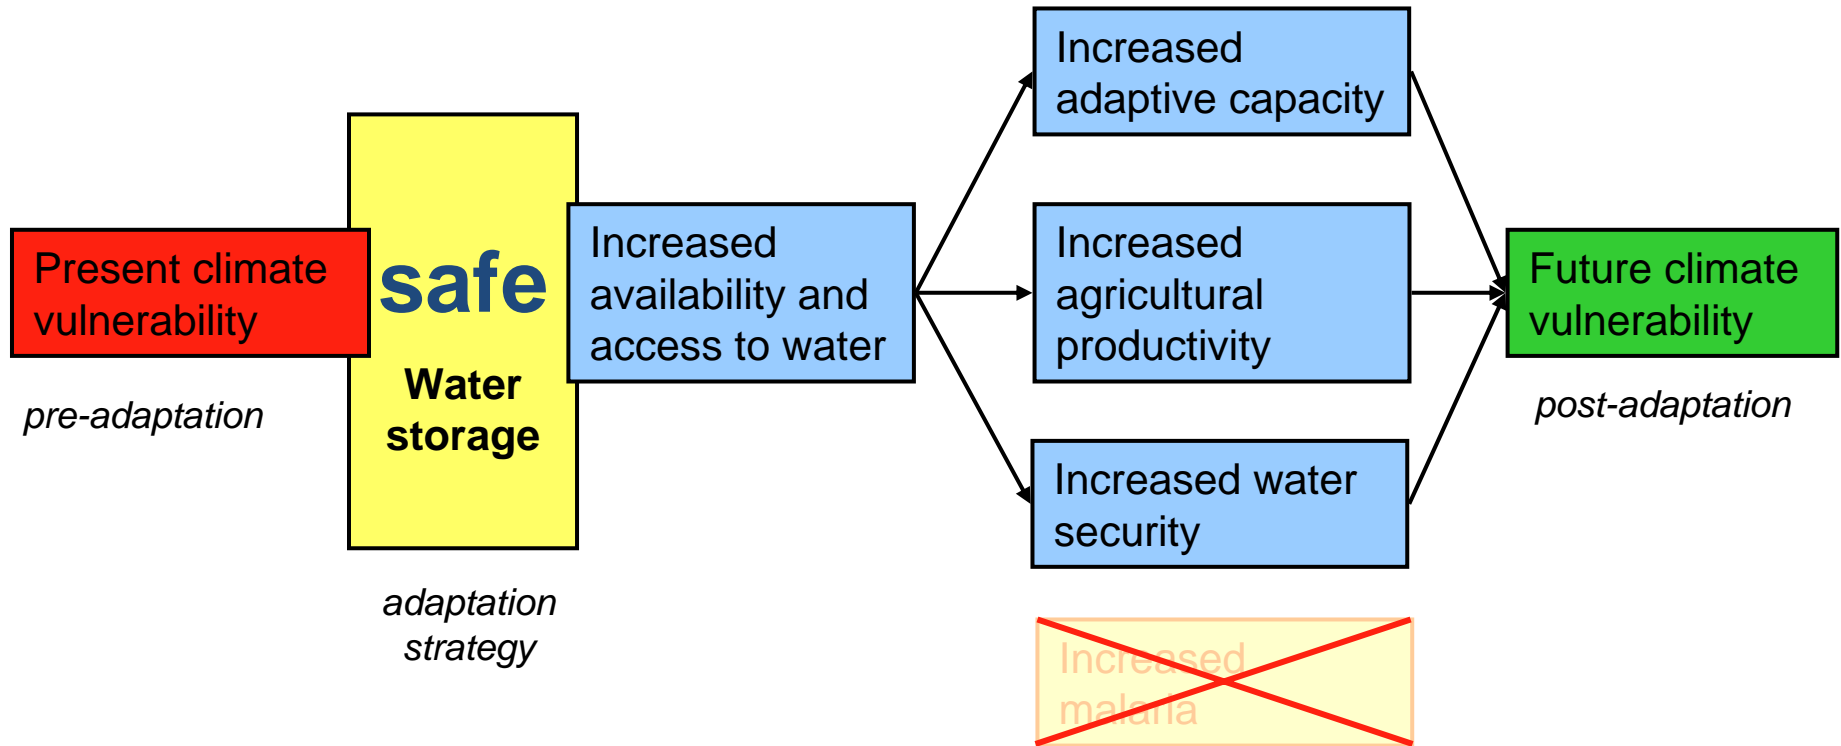 Present climate
vulnerability
pre-adaptation
safe
Water
storage
adaptation
strategy
Increased
availability and
access to water
Increased
adaptive capacity
Increased
agricultural
productivity
Increased water
security
Increased
malaria
Future climate
vulnerability
post-adaptation